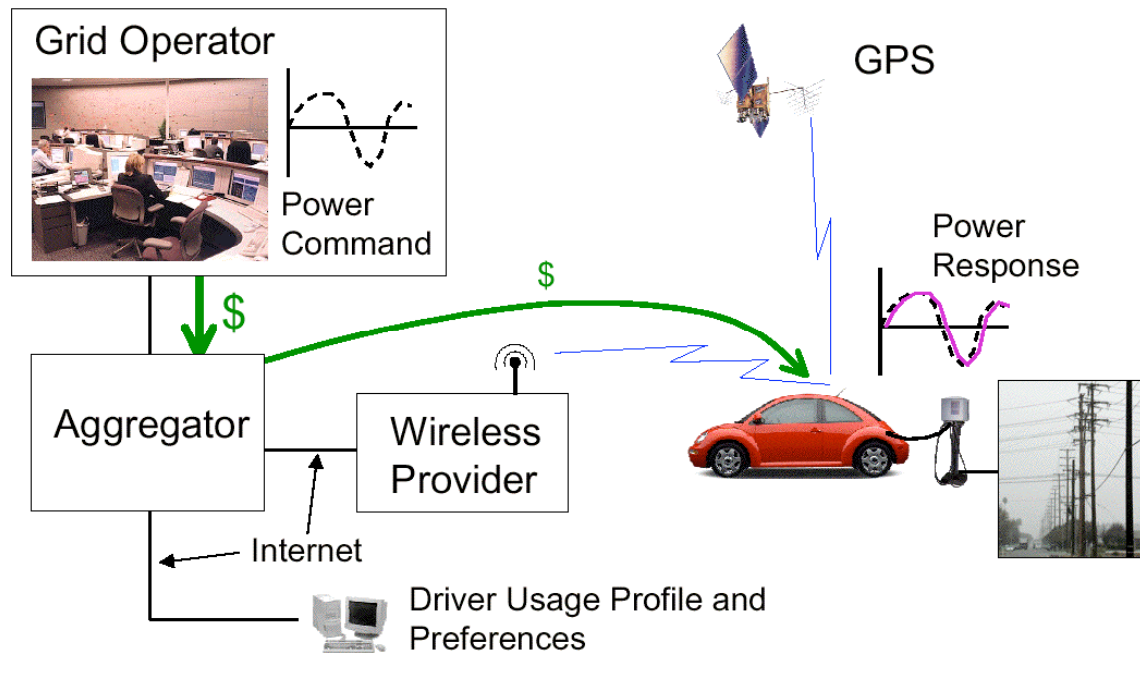 Grid Operator
GPS
Power
Command
Power
Response
$
$
Aggregator
Wireless
Provider
Internet
Driver Usage Profile and
Preferences